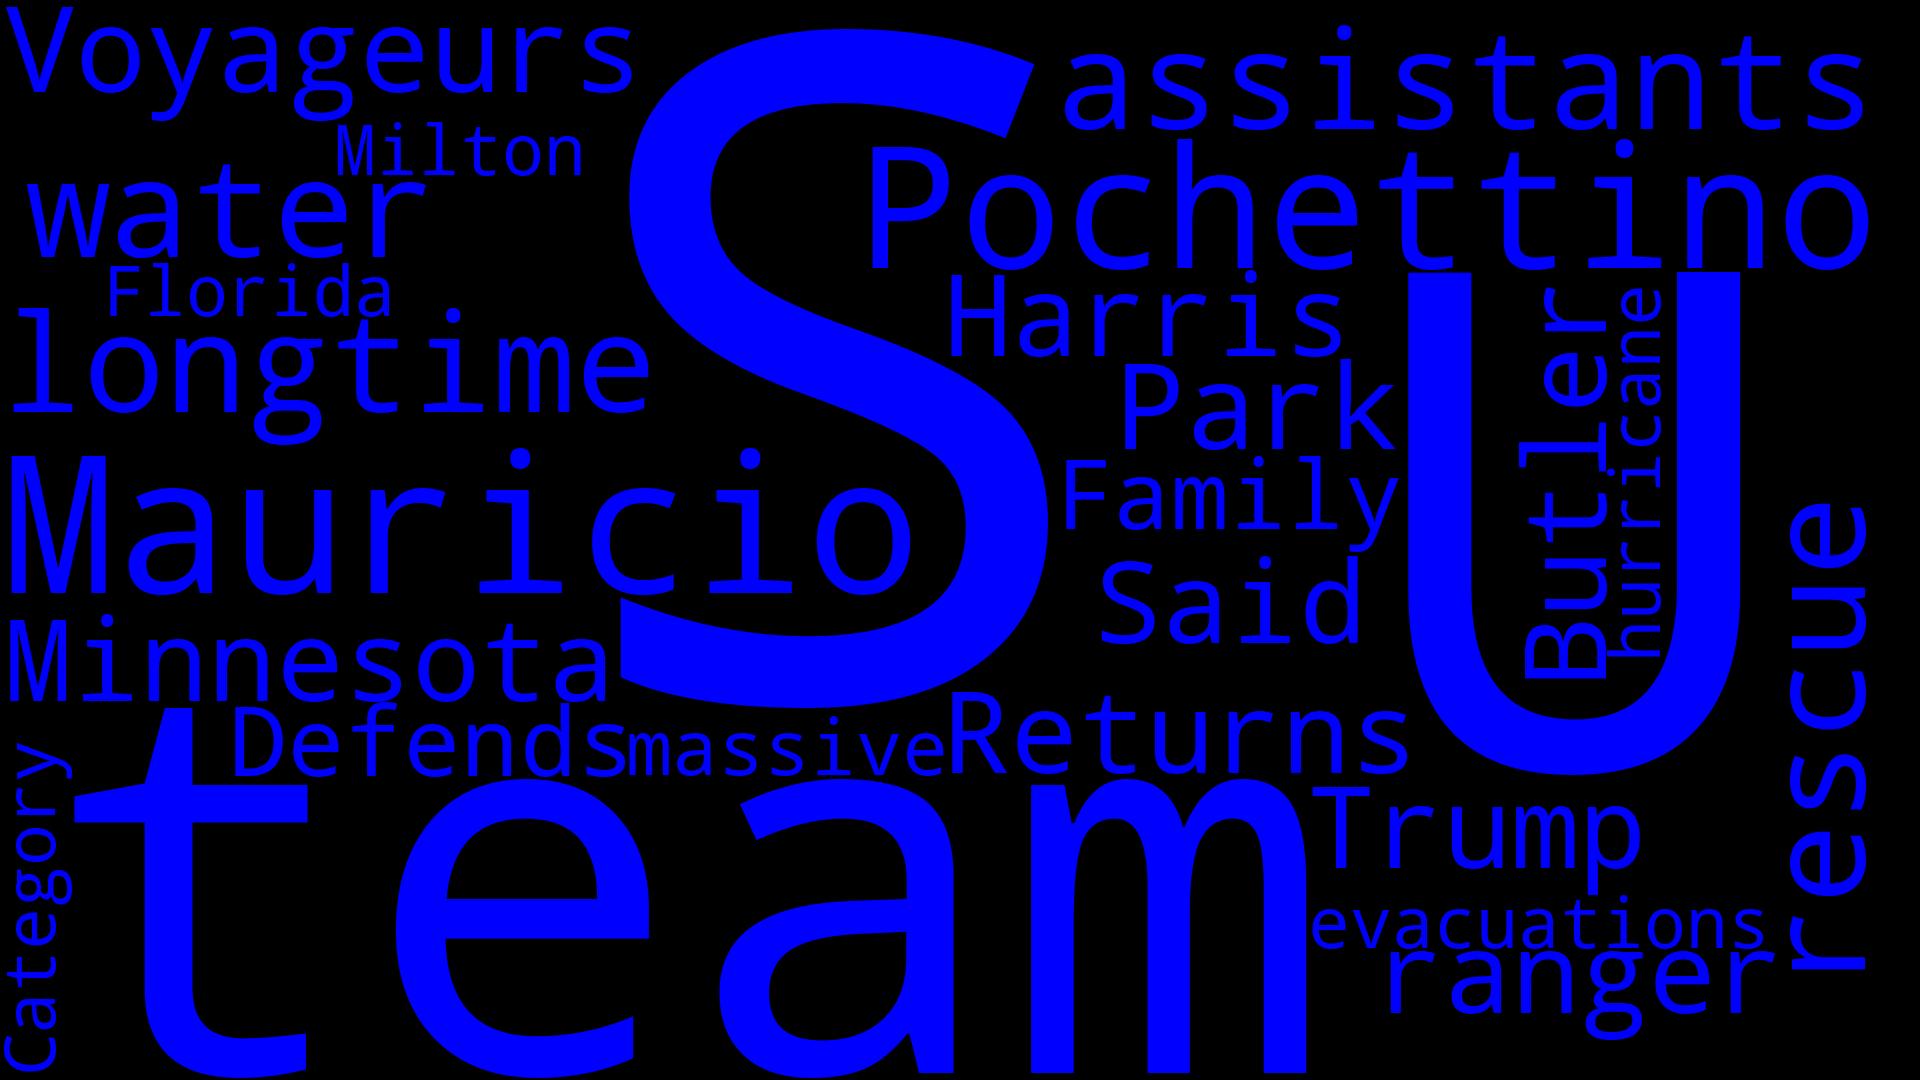 Voyageurs
S
assistants
Milton
water
Pochettino
Florida
Harris
U
Butler
hurricane
longtime
Park
Mauricio
Family
rescue
Said
Minnesota
Defends
massive
Returns
Category
team
Trump
evacuations
ranger